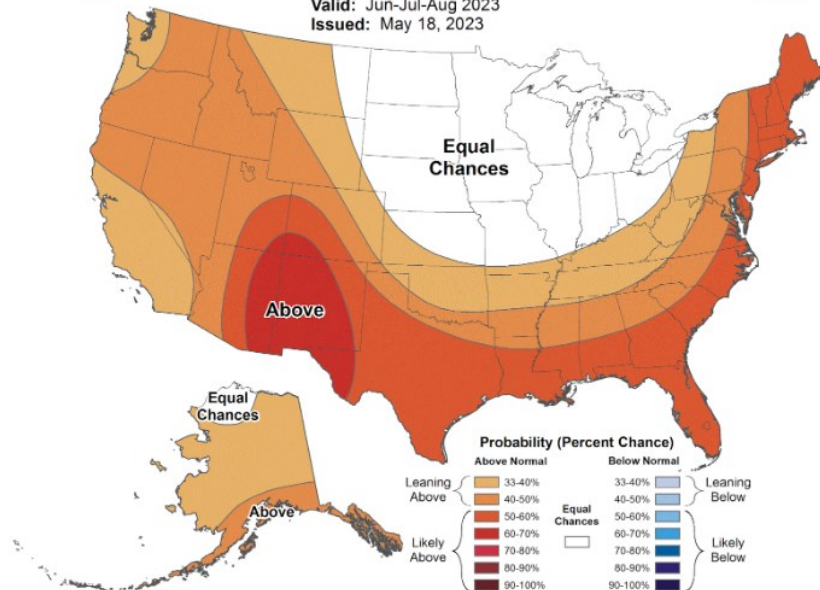 Valid: Jun-Jul-Aug 2023
Issued: May 18, 2023
Equal
Chances
Above
Equal
Chances
Above
Probability (Percent Chance)
Above Normal
Below Normal
Leaning
Above
33-40%
40-50%
Likely
Above
50-60%
60-70%
70-80%
80-90%
90-100%
Equal
Chances
33-40%
40-50%
Leaning
Below
50-60%
60-70%
70-80%
80-90%
90-100%
Likely
Below